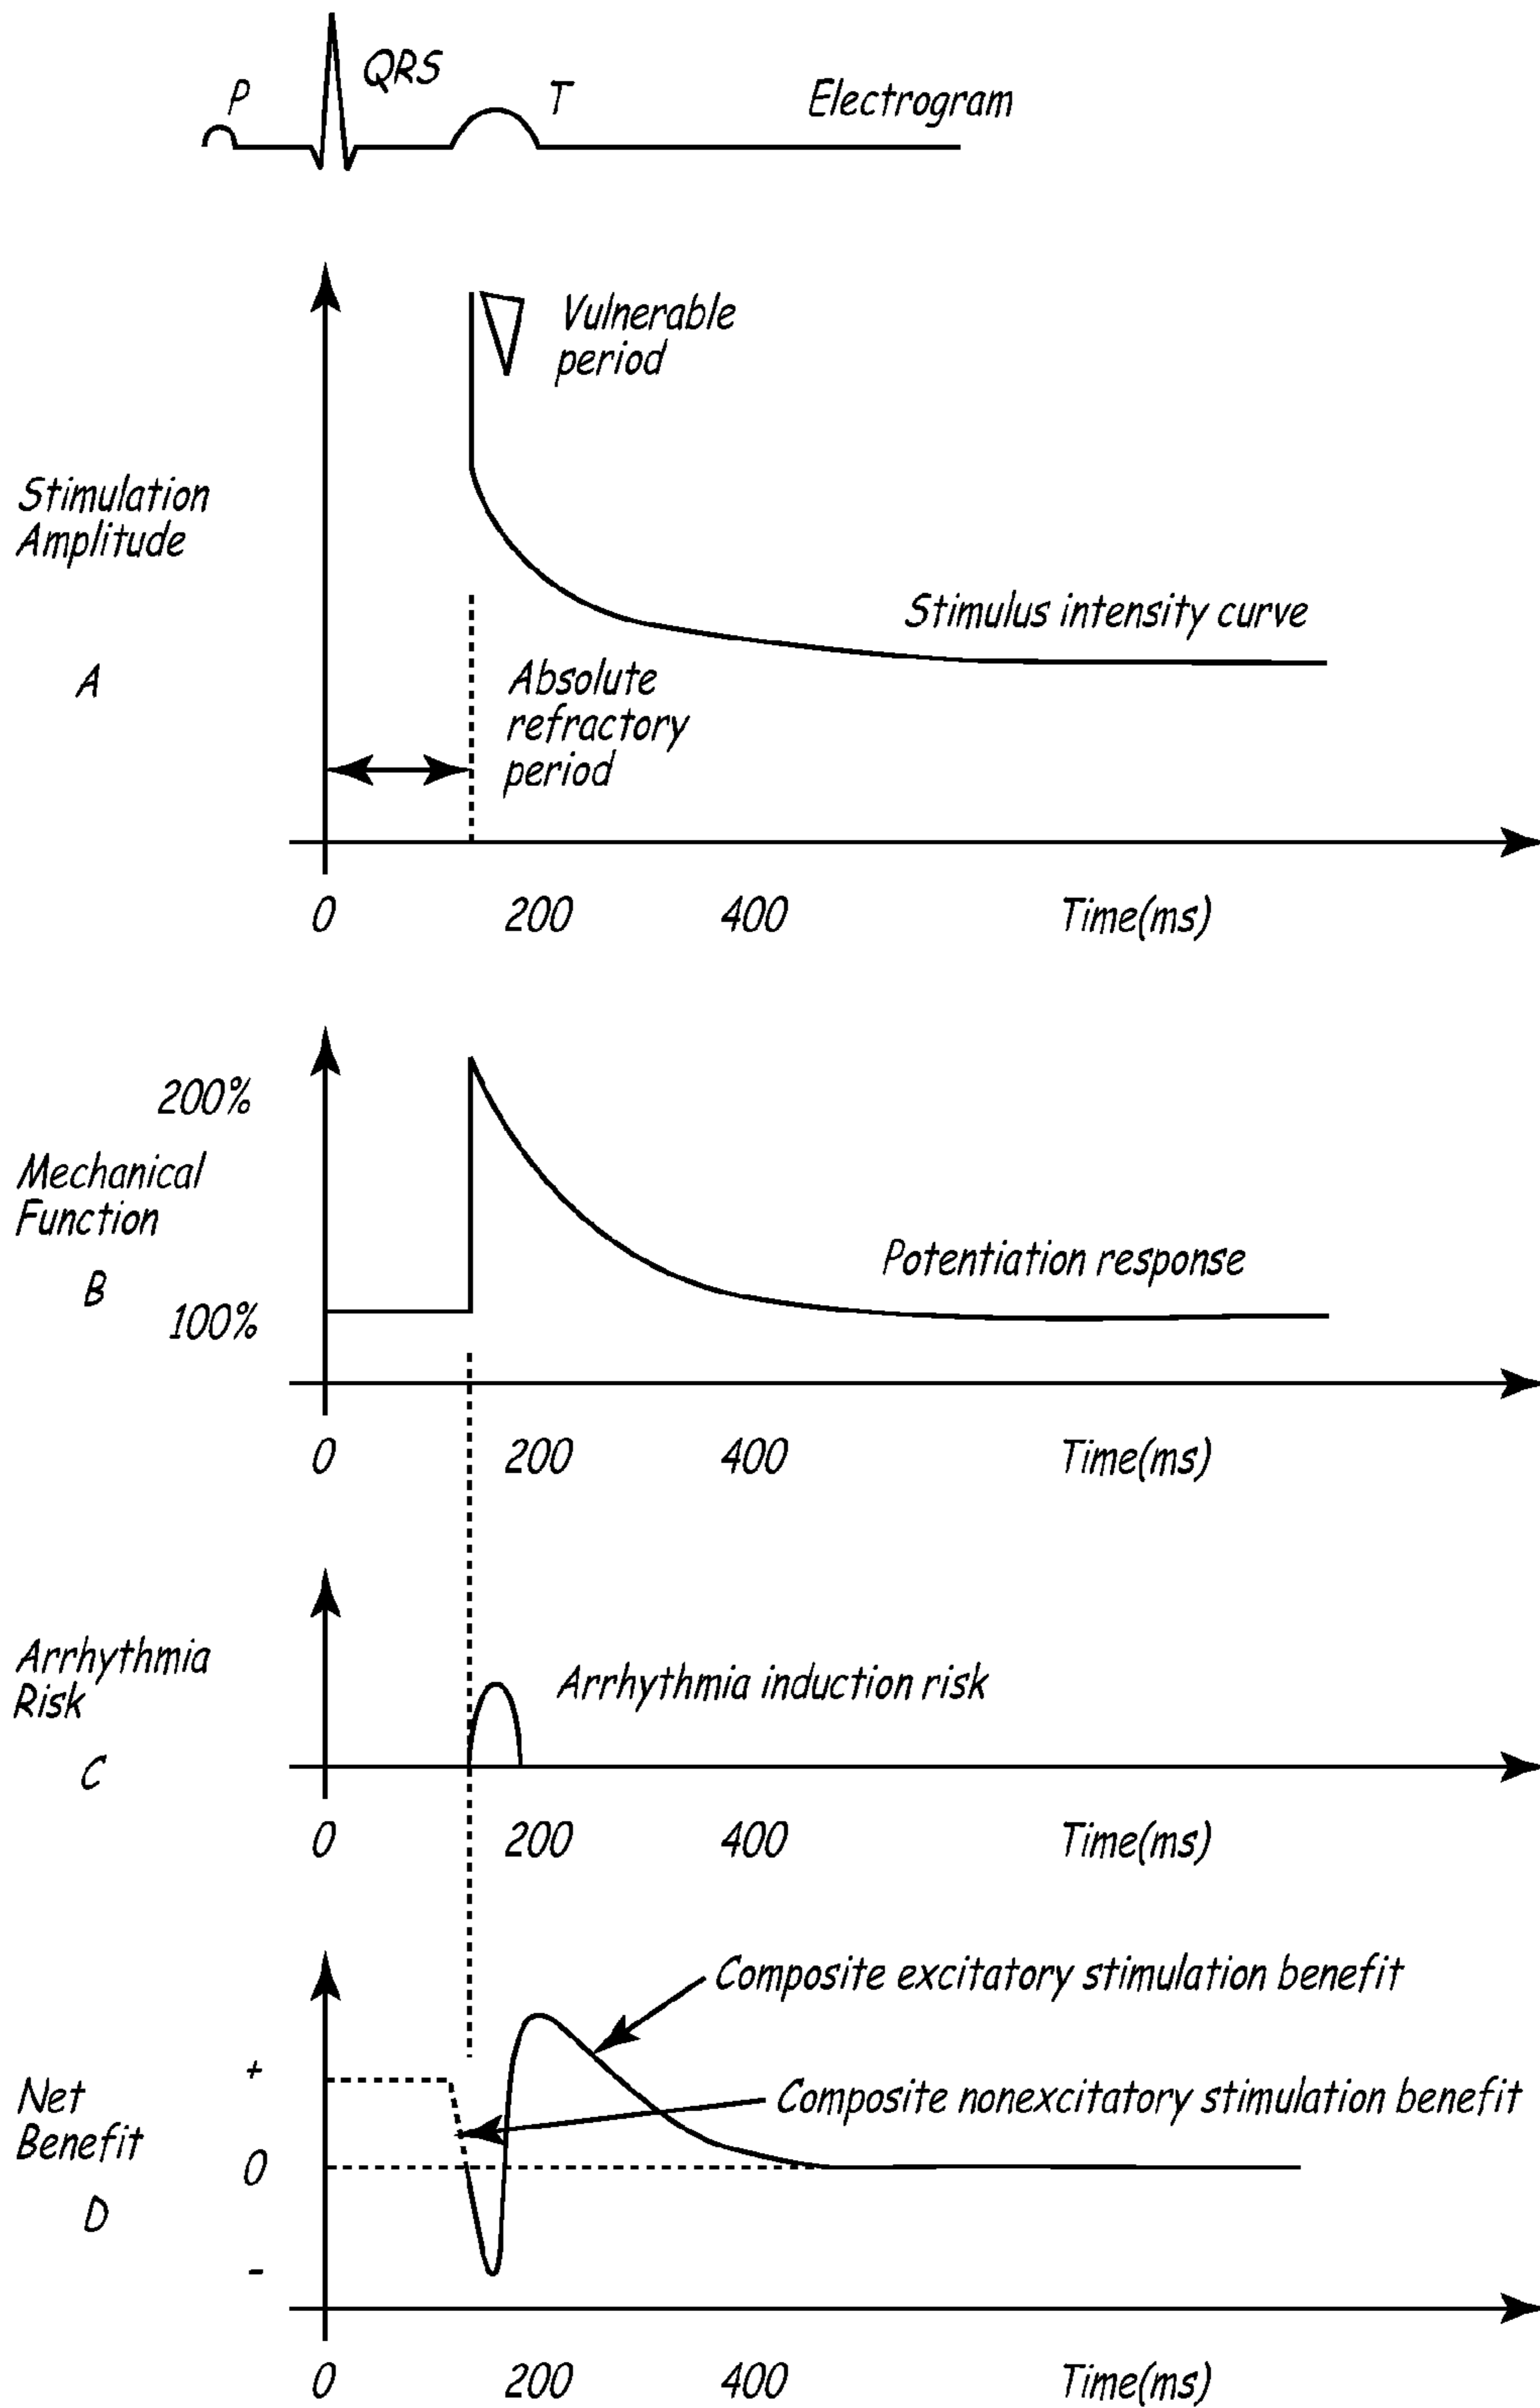 P
QRS
T
Electrogram
Vulnerable
period
Stimulation
Amplitude
A
Stimulus intensity curve
Absolute
refractory
period
0
200
400
Time(ms)
200%
Mechanical
Function
B
100%
Potentiation response
0
200
400
Time(ms)
Arrhythmia
Risk
C
Arrhythmia induction risk
0
200
400
Time(ms)
Composite excitatory stimulation benefit
+
Net
Benefit
D
0
-
Composite nonexcitatory stimulation benefit
0
200
400
Time(ms)